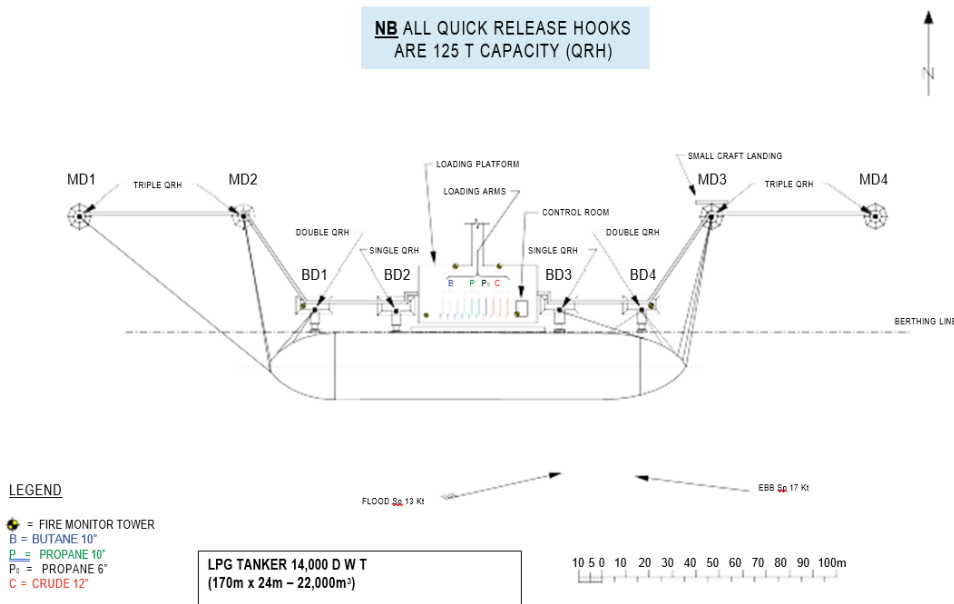 NB ALL QUICK RELEASE HOOKS
ARE 125 T CAPACITY (QRH)
N
SMALL CRAFT LANDING
LOADING PLATFORM
MD1
TRIPLE QRH
MD2
MD3
TRIPLE QRH
MD4
LOADING ARMS
CONTROL ROOM
DOUBLE QRH
SINGLE QRH
SINGLE QRH
DOUBLE QRH
BD1
BD2
BD3
BD4
B P P₀ C
BERTHING LINE
FLOOD Sp 13 Kt
EBB Sp 17 Kt
LEGEND
= FIRE MONITOR TOWER
B = BUTANE 10"
P = PROPANE 10"
P₀ = PROPANE 6"
C = CRUDE 12"
LPG TANKER 14,000 D W T
(170m x 24m – 22,000m³)
10 5 0 10 20 30 40 50 60 70 80 90 100m